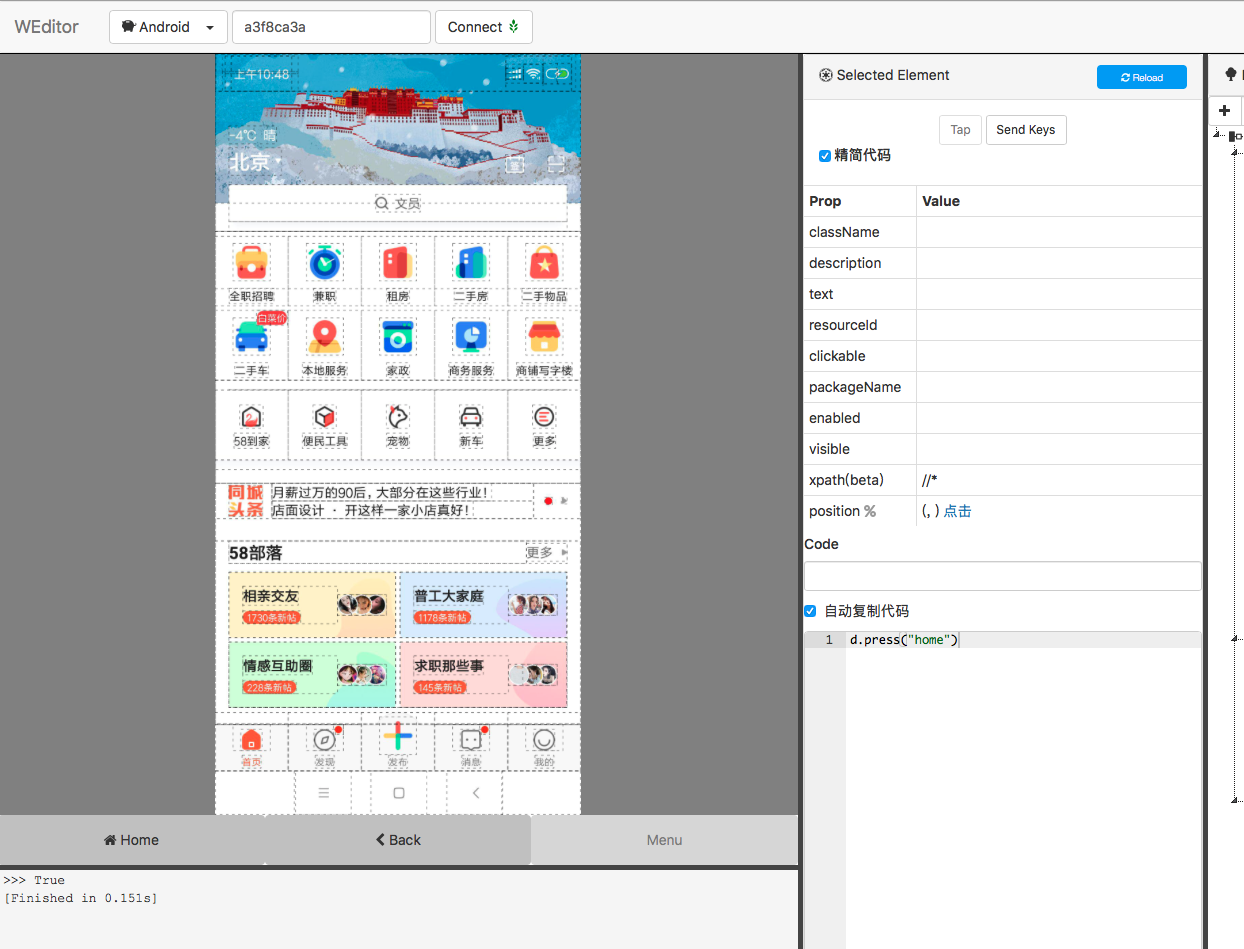 WEditor
Android
a3f8ca3a
Connect
上午10:48
-4℃ 晴
北京
文员
全职招聘 兼职 租房 二手房 二手物品
白菜价
二手车 本地服务 家政 商务服务 商铺写字楼
58到家 便民工具 宠物 新车 更多
同城头条
月薪过万的90后，大部分在这些行业！
店面设计 · 开这样一家小店真好！
58部落
更多
相亲交友
1730条新帖
普工大家庭
1178条新帖
情感互助圈
228条新帖
求职那些事
145条新帖
首页 发现 发布 消息 我的
Home
Back
Menu
>>> True
[Finished in 0.151s]
Selected Element
Reload
Tap
Send Keys
精简代码
Prop Value
className
description
text
resourceId
clickable
packageName
enabled
visible
xpath(beta) //*
position % (, ) 点击
Code
自动复制代码
1 d.press("home")